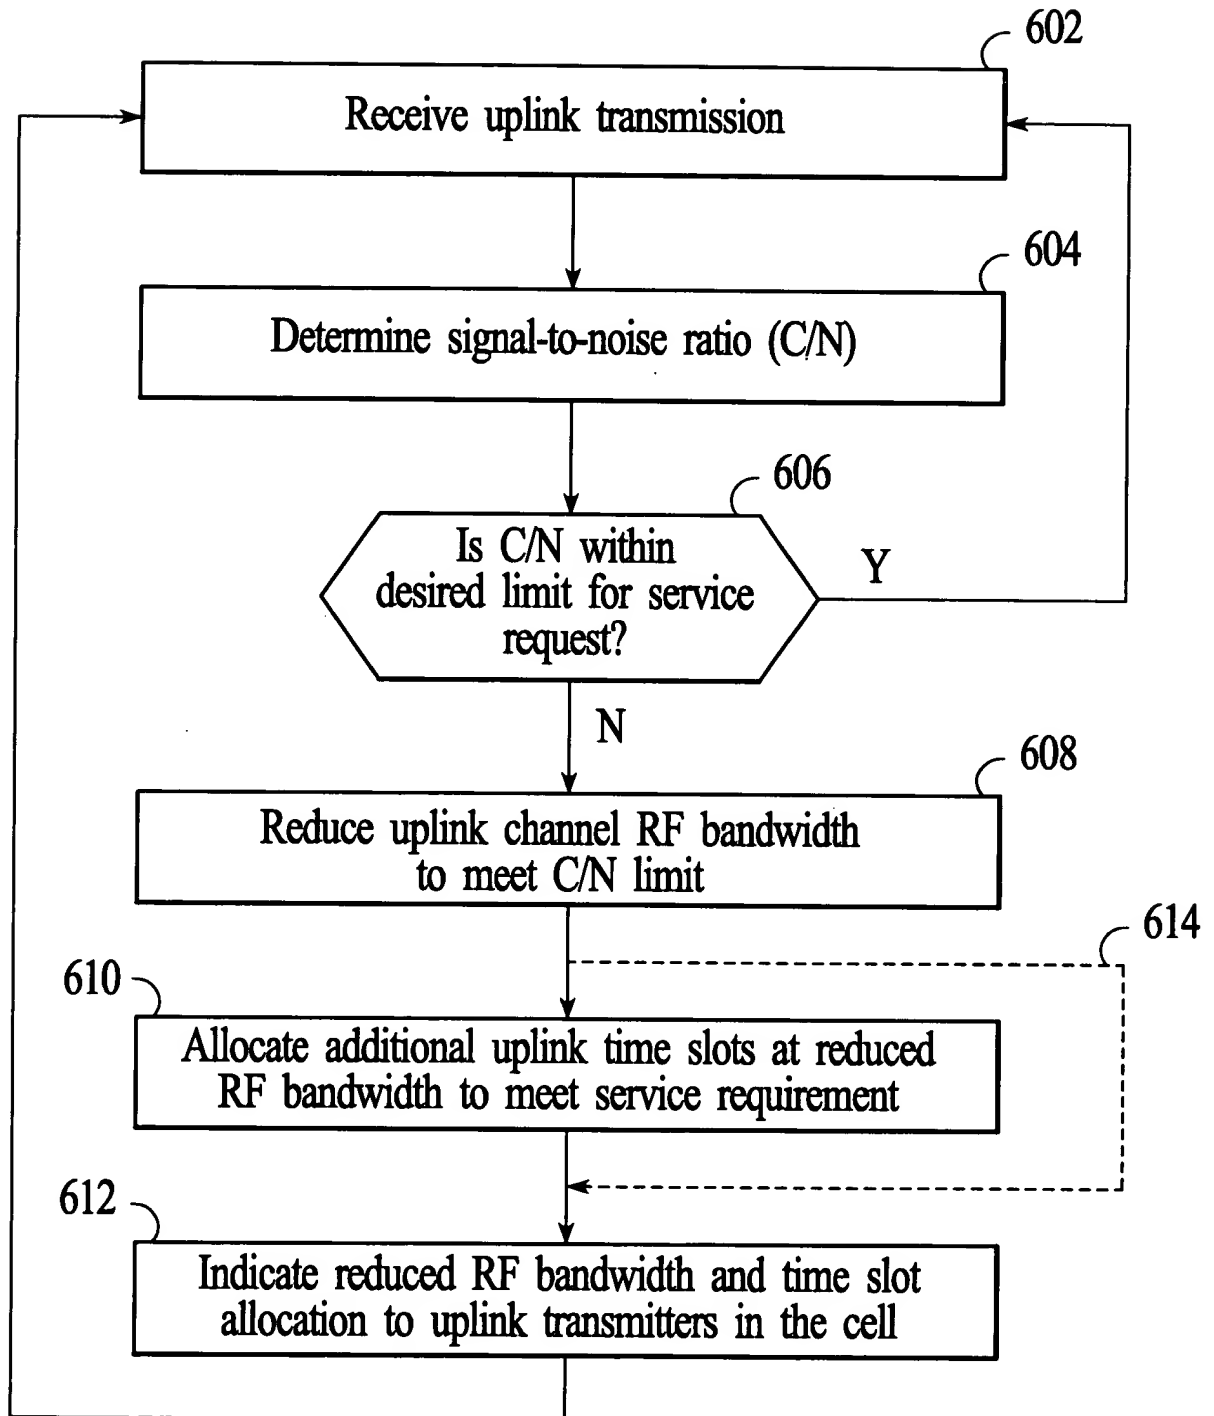 602
Receive uplink transmission
604
Determine signal-to-noise ratio (C/N)
606
Is C/N within
desired limit for service
request?
Y
N
608
Reduce uplink channel RF bandwidth
to meet C/N limit
614
610
Allocate additional uplink time slots at reduced
RF bandwidth to meet service requirement
612
Indicate reduced RF bandwidth and time slot
allocation to uplink transmitters in the cell